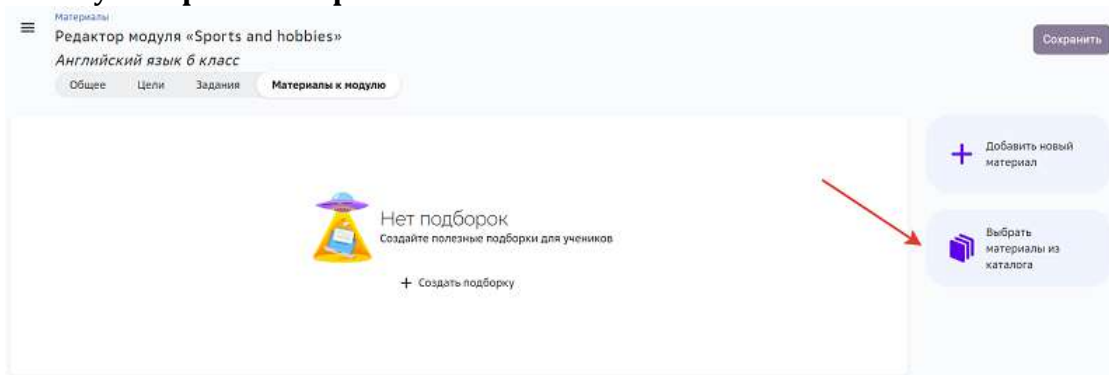 Материалы
Редактор модуля «Sports and hobbies»
Сохранить
Английский язык 6 класс
Общее Цели Задания Материалы к модулю
Добавить новый
материал
Нет подборок
Создайте полезные подборки для учеников
+ Создать подборку
Выбрать
материалы из
каталога